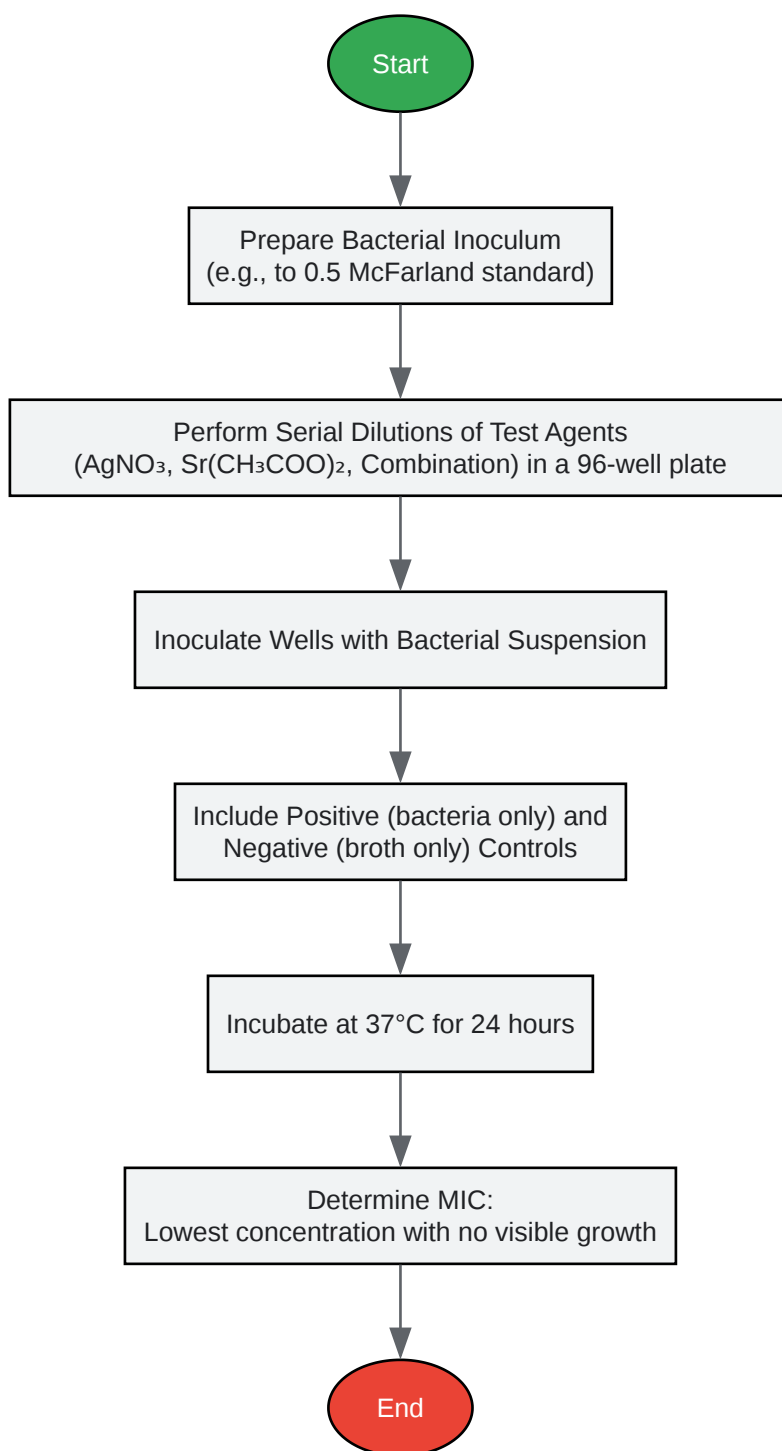 Start
Prepare Bacterial Inoculum
(e.g., to 0.5 McFarland standard)
Perform Serial Dilutions of Test Agents
(AgNO₃, Sr(CH₃COO)₂, Combination) in a 96-well plate
Inoculate Wells with Bacterial Suspension
Include Positive (bacteria only) and
Negative (broth only) Controls
Incubate at 37°C for 24 hours
Determine MIC:
Lowest concentration with no visible growth
End